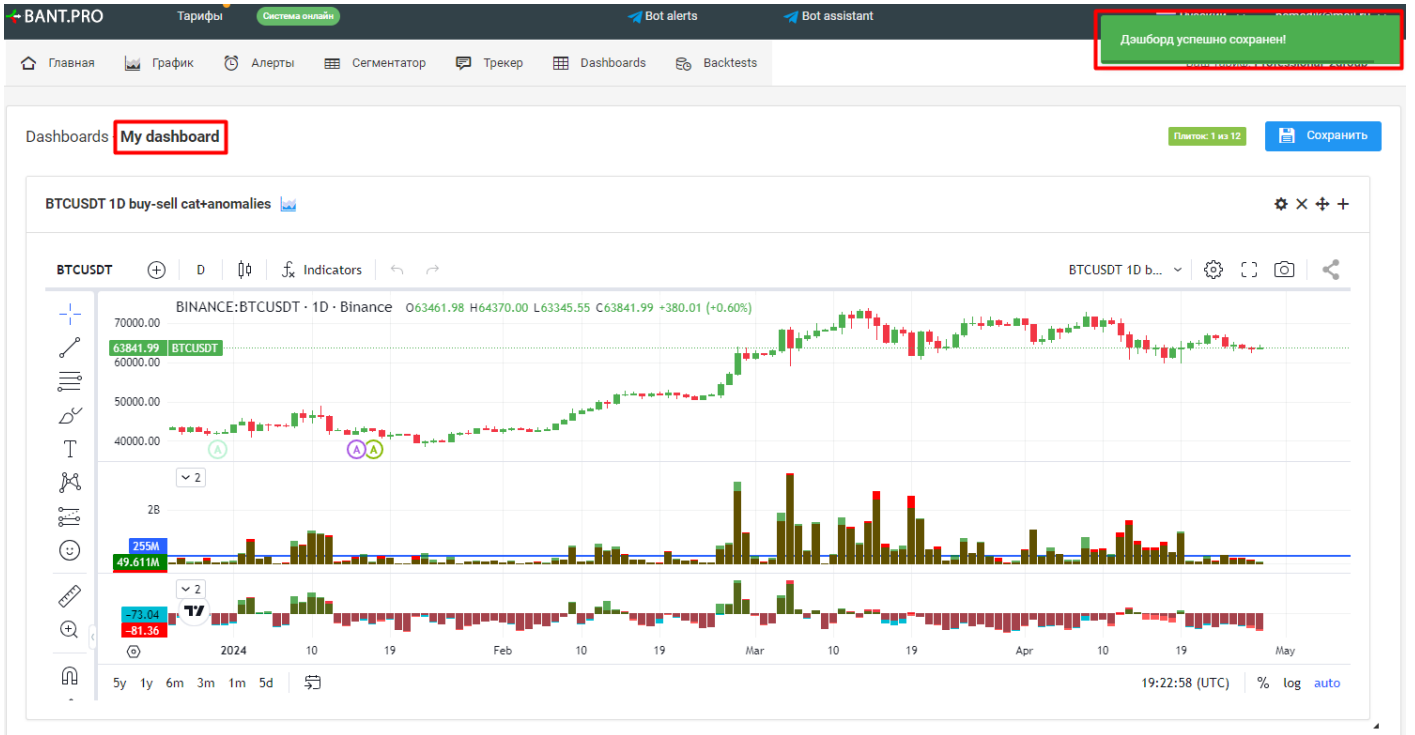 BANT.PRO Тарифы Система онлайн Bot alerts Bot assistant
Дэшборд успешно сохранен!
Главная График Алерты Сегментатор Трекер Dashboards Backtests
Dashboards My dashboard Плиток: 1 из 12 Сохранить
BTCUSDT 1D buy-sell cat+anomalies
BTCUSDT D Indicators BTCUSDT 1D b...
BINANCE:BTCUSDT · 1D · Binance O63461.98 H64370.00 L63345.55 C63841.99 +380.01 (+0.60%)
70000.00
63841.99 BTCUSDT
60000.00
50000.00
40000.00
A A A
2
2B
255M
49.611M
2
−73.04
−81.36
2024 10 19 Feb 10 19 Mar 10 19 Apr 10 19 May
5y 1y 6m 3m 1m 5d 19:22:58 (UTC) % log auto